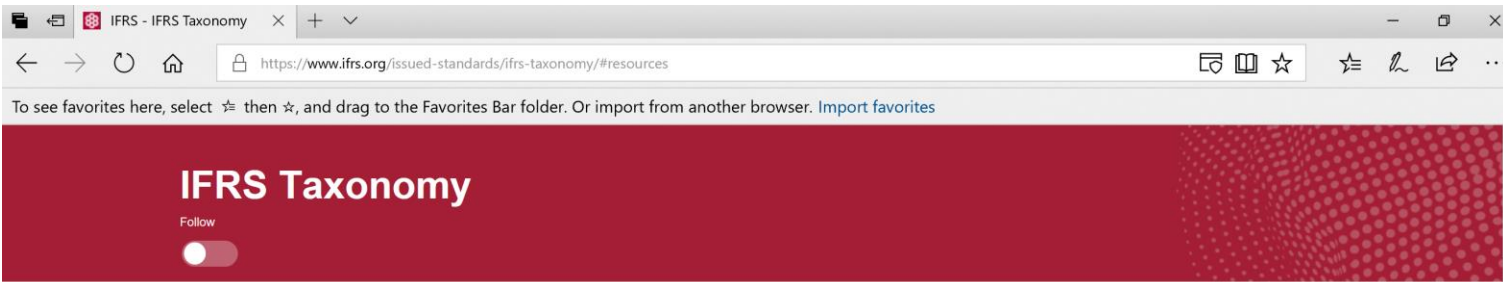 IFRS - IFRS Taxonomy
https://www.ifrs.org/issued-standards/ifrs-taxonomy/#resources
To see favorites here, select then, and drag to the Favorites Bar folder. Or import from another browser. Import favorites
IFRS Taxonomy
Follow